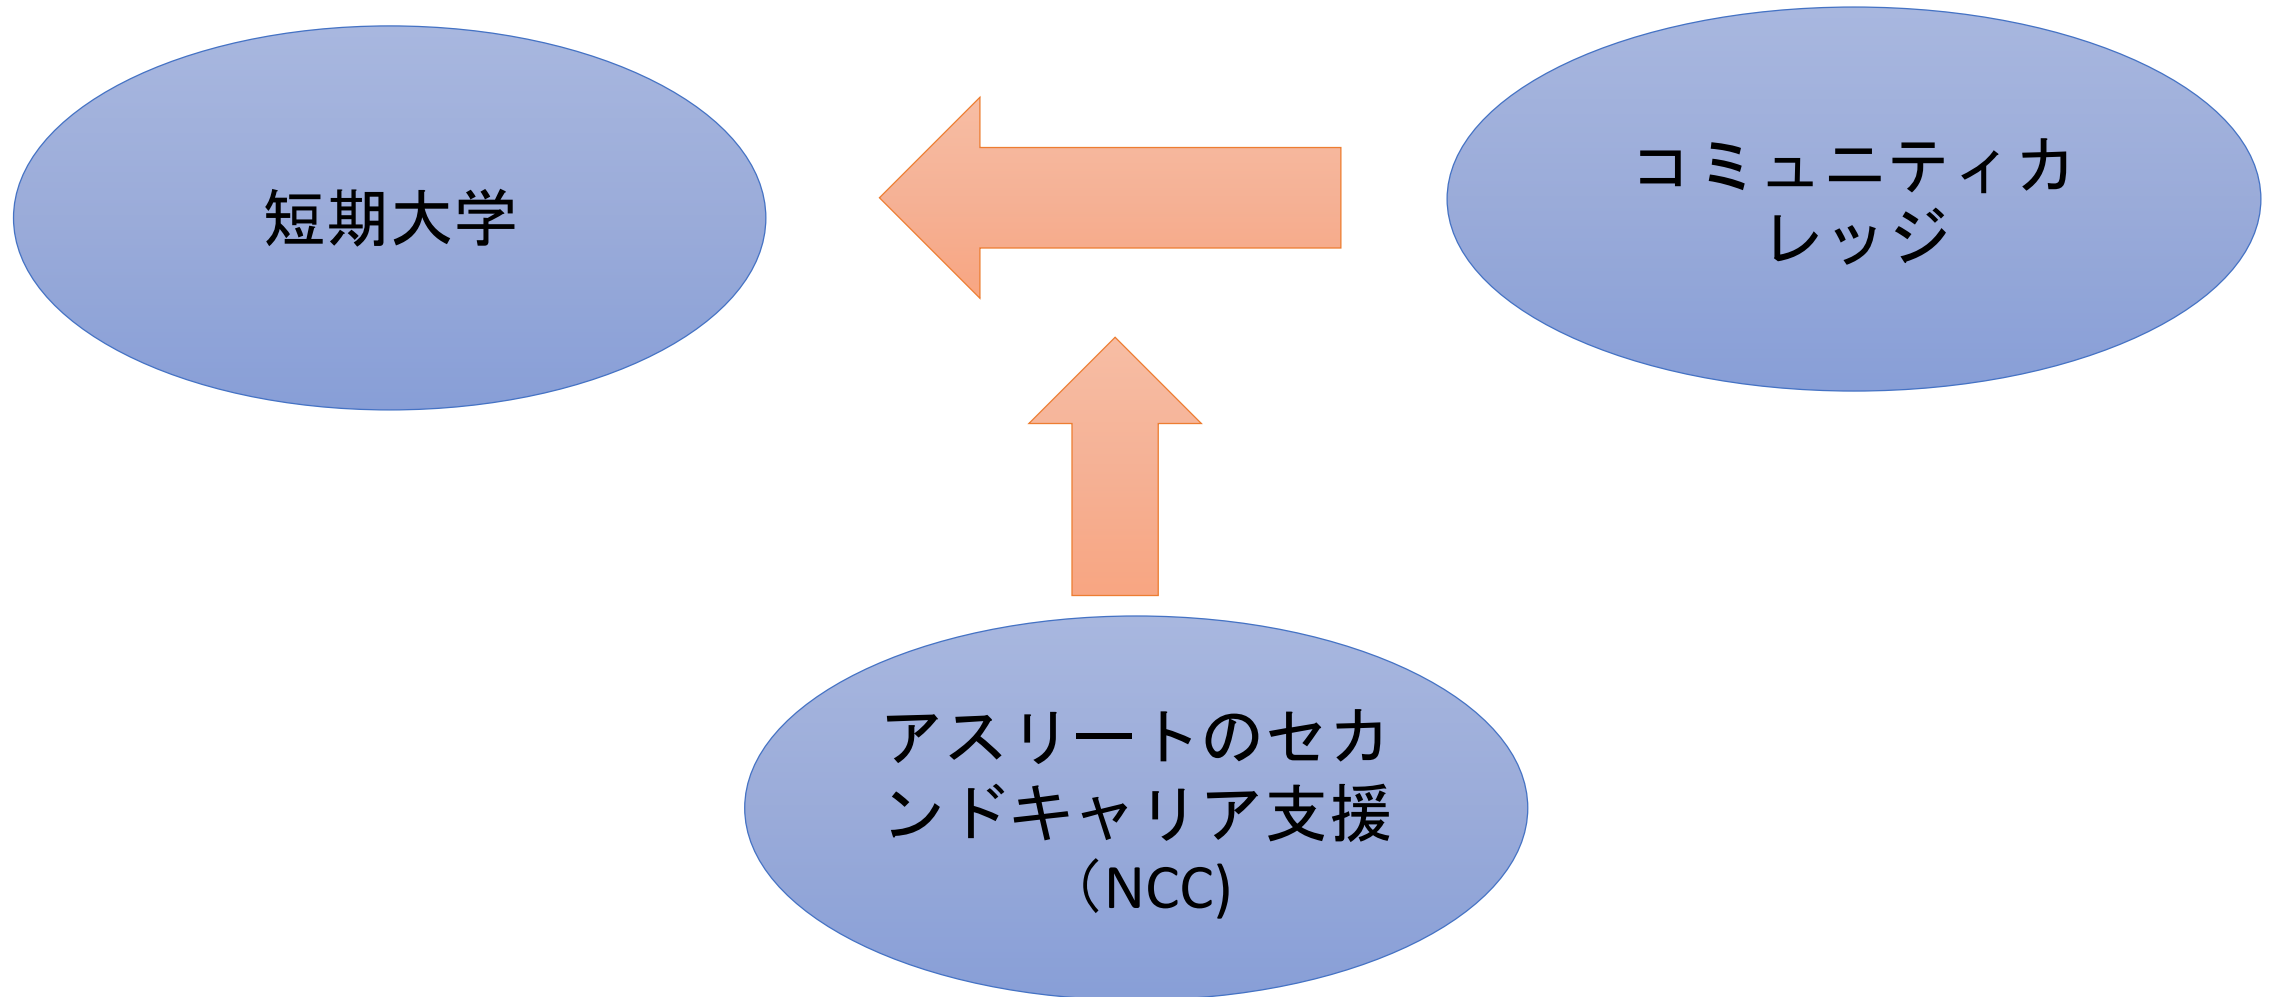 短期大学
コミュニティカ
レッジ
アスリートのセカ
ンドキャリア支援
（NCC)